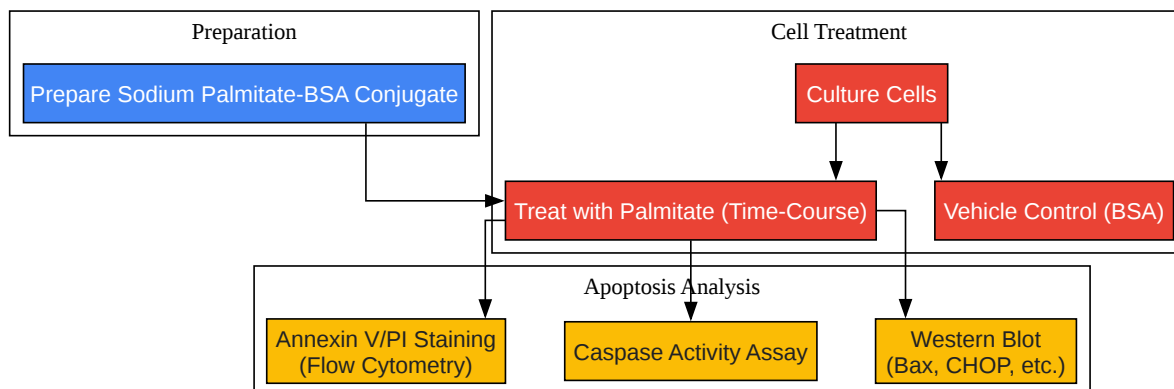 Preparation
Cell Treatment
Prepare Sodium Palmitate-BSA Conjugate
Culture Cells
Treat with Palmitate (Time-Course)
Vehicle Control (BSA)
Apoptosis Analysis
Annexin V/PI Staining
(Flow Cytometry)
Caspase Activity Assay
Western Blot
(Bax, CHOP, etc.)